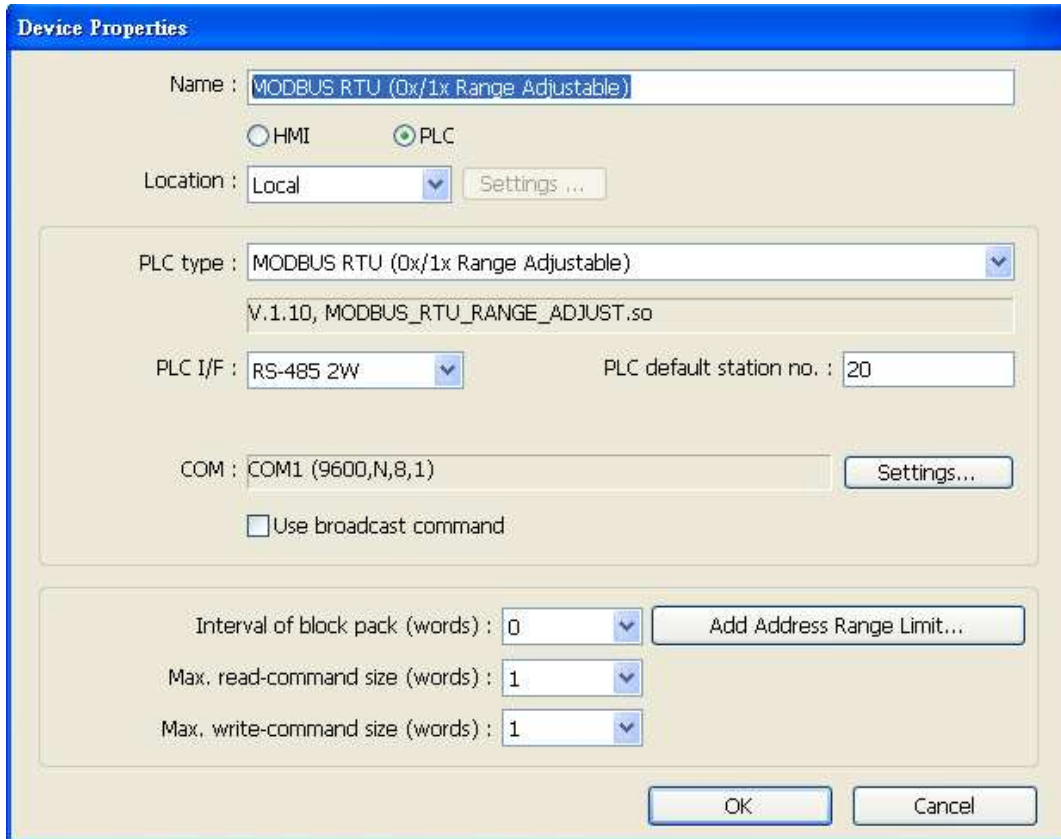 Device Properties
Name : MODBUS RTU (0x/1x Range Adjustable)
HMI PLC
Location : Local Settings ...
PLC type : MODBUS RTU (0x/1x Range Adjustable)
V.1.10, MODBUS_RTU_RANGE_ADJUST.so
PLC I/F : RS-485 2W PLC default station no. : 20
COM : COM1 (9600,N,8,1) Settings...
Use broadcast command
Interval of block pack (words) : 0 Add Address Range Limit...
Max. read-command size (words) : 1
Max. write-command size (words) : 1
OK Cancel